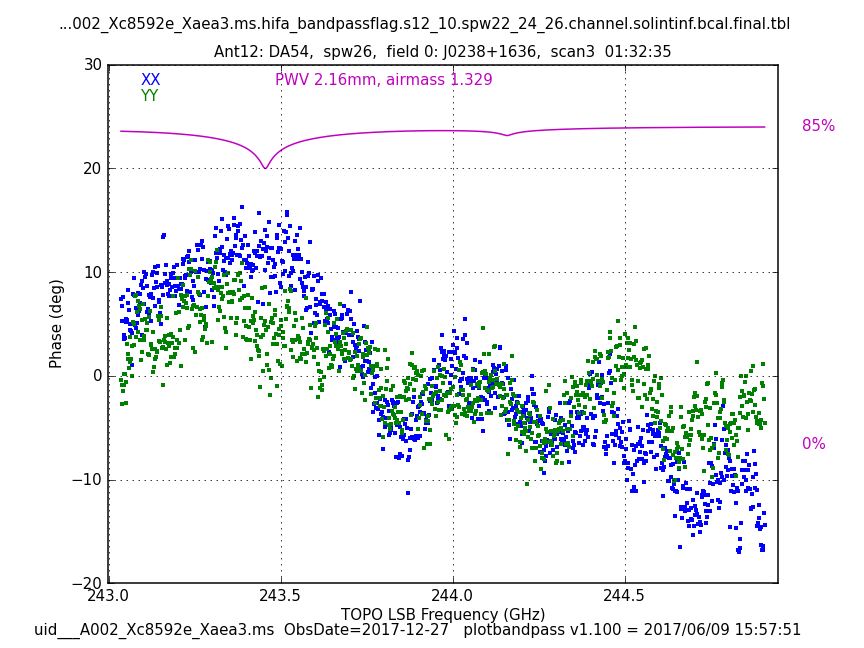 ...002_Xc8592e_Xaea3.ms.hifa_bandpassflag.s12_10.spw22_24_26.channel.solintinf.bcal.final.tbl
Ant12: DA54,  spw26,  field 0: J0238+1636,  scan3  01:32:35
XX
YY
PWV 2.16mm, airmass 1.329
85%
0%
30
20
10
0
−10
−20
Phase (deg)
243.0
243.5
244.0
244.5
TOPO LSB Frequency (GHz)
uid___A002_Xc8592e_Xaea3.ms  ObsDate=2017-12-27   plotbandpass v1.100 = 2017/06/09 15:57:51